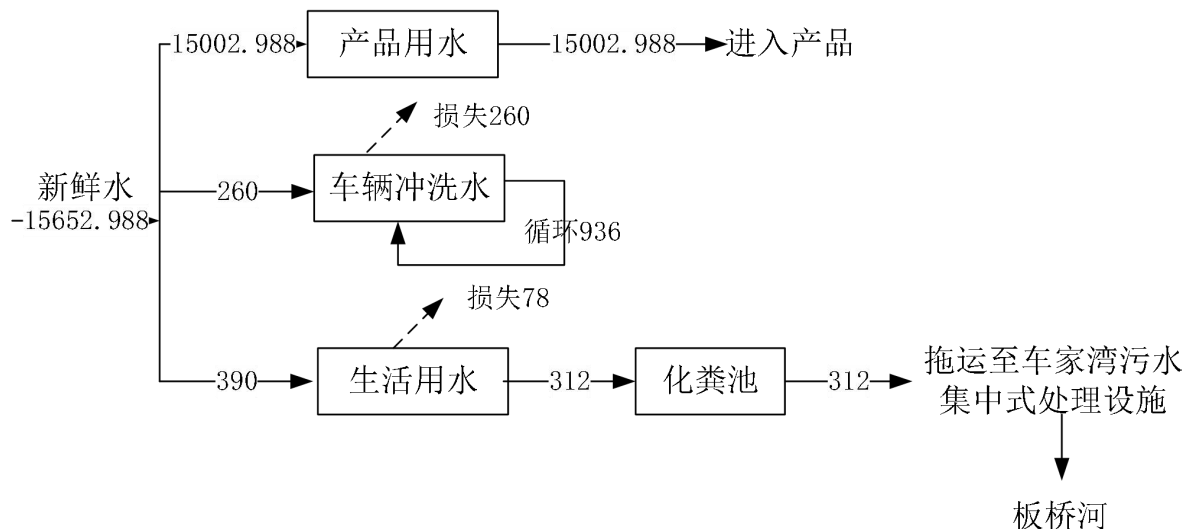 15002.988
产品用水
15002.988
进入产品
损失260
新鲜水
-15652.988
260
车辆冲洗水
循环936
损失78
390
生活用水
312
化粪池
312
拖运至车家湾污水
集中式处理设施
板桥河